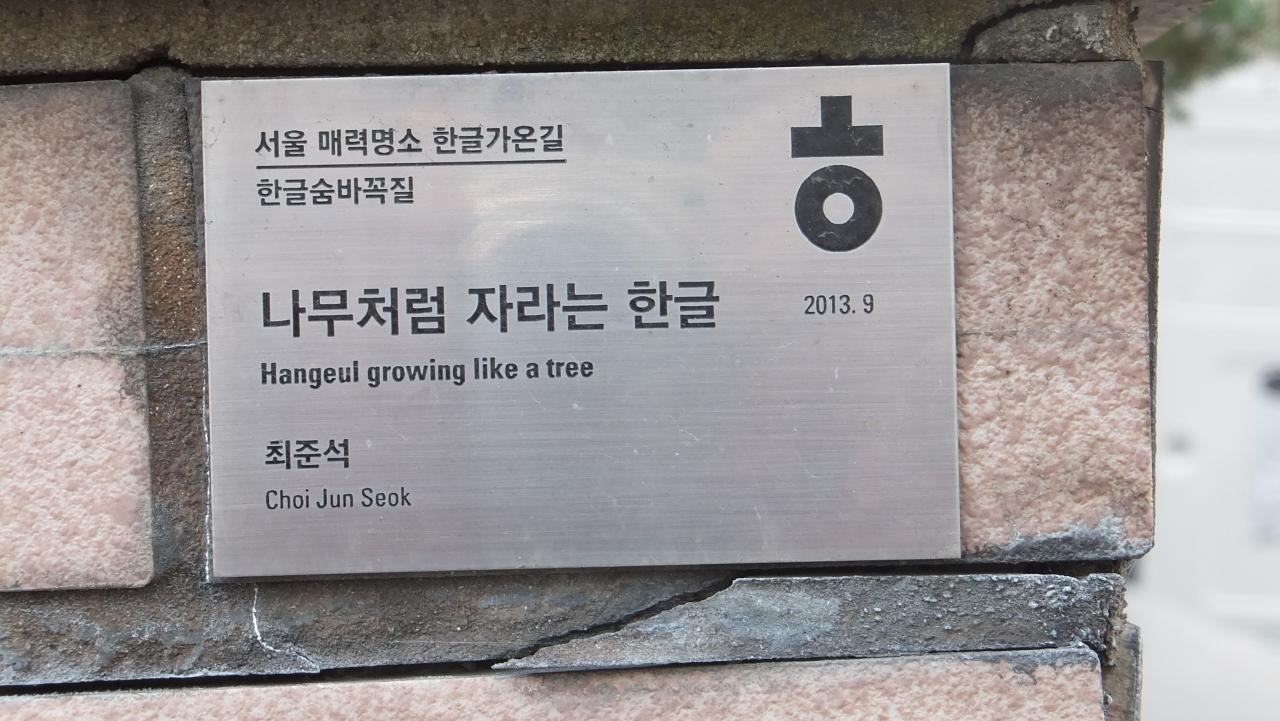 서울 매력명소 한글가온길
한글숨바꼭질
나무처럼 자라는 한글
2013. 9
Hangeul growing like a tree
최준석
Choi Jun Seok